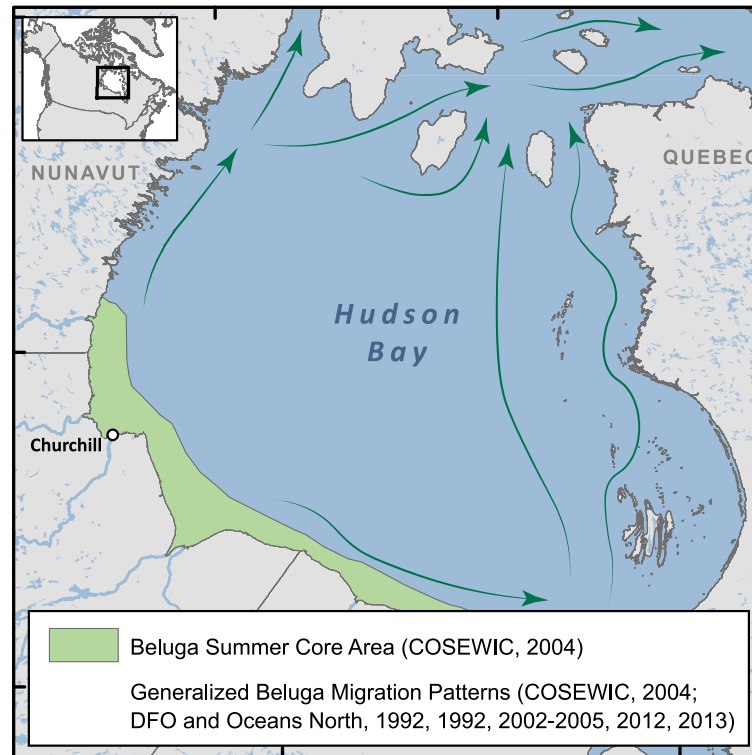 NUNAVUT
QUEBEC
Hudson
Bay
Churchill
Beluga Summer Core Area (COSEWIC, 2004)
Generalized Beluga Migration Patterns (COSEWIC, 2004;
DFO and Oceans North, 1992, 1992, 2002-2005, 2012, 2013)